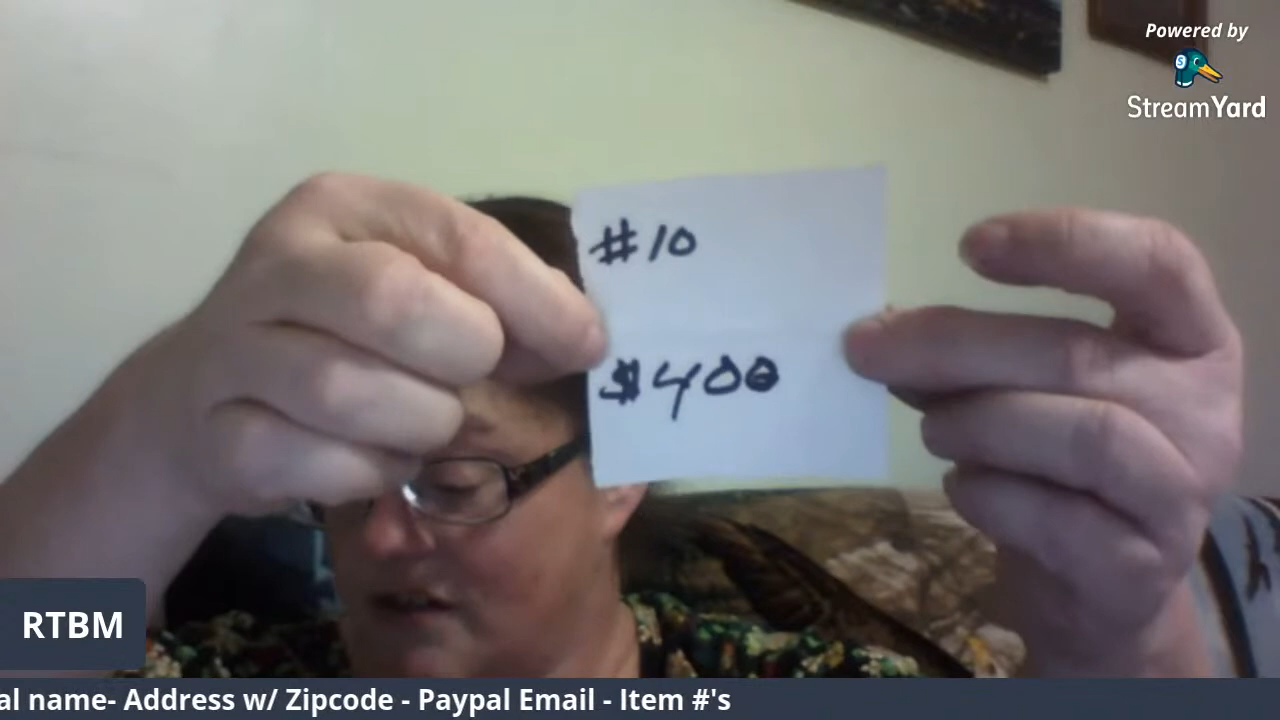 Powered by
StreamYard
#10
$400
RTBM
al name- Address w/ Zipcode - Paypal Email - Item #'s